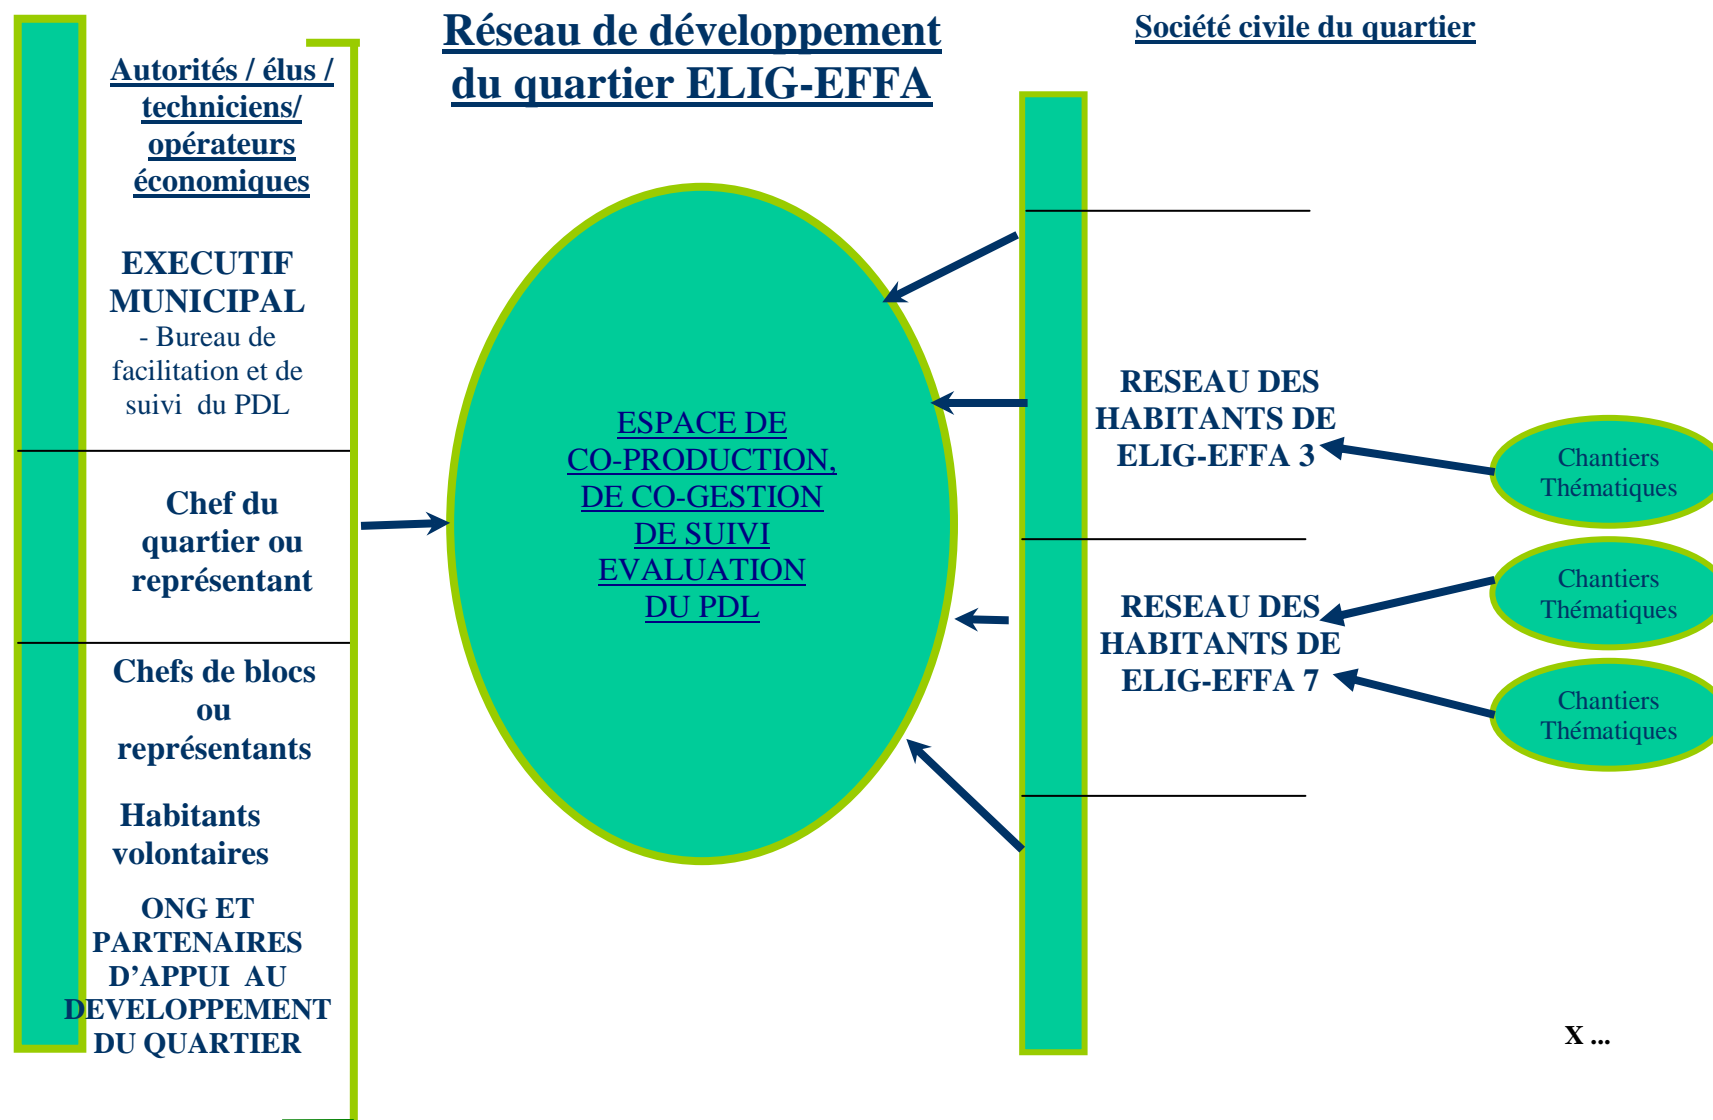 Réseau de développement
du quartier ELIG-EFFA
Société civile du quartier
Autorités / élus /
techniciens/
opérateurs
économiques
EXECUTIF
MUNICIPAL
- Bureau de
facilitation et de
suivi du PDL
Chef du
quartier ou
représentant
Chefs de blocs
ou
représentants
Habitants
volontaires
ONG ET
PARTENAIRES
D’APPUI AU
DEVELOPPEMENT
DU QUARTIER
ESPACE DE
CO-PRODUCTION,
DE CO-GESTION
DE SUIVI
EVALUATION
DU PDL
RESEAU DES
HABITANTS DE
ELIG-EFFA 3
RESEAU DES
HABITANTS DE
ELIG-EFFA 7
Chantiers
Thématiques
Chantiers
Thématiques
Chantiers
Thématiques
X ...